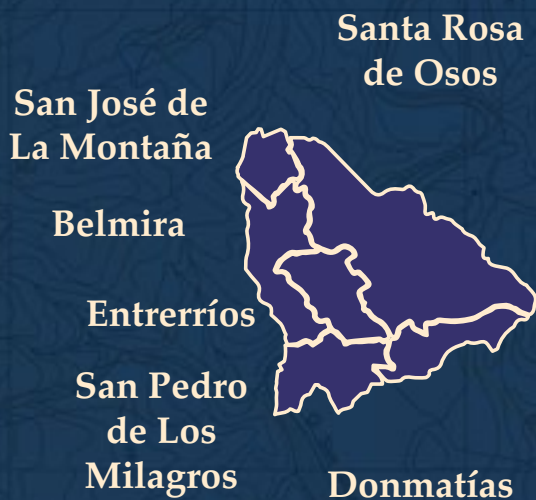 Santa Rosa
de Osos
San José de
La Montaña
Belmira
Entrerríos
San Pedro
de Los
Milagros
Donmatías